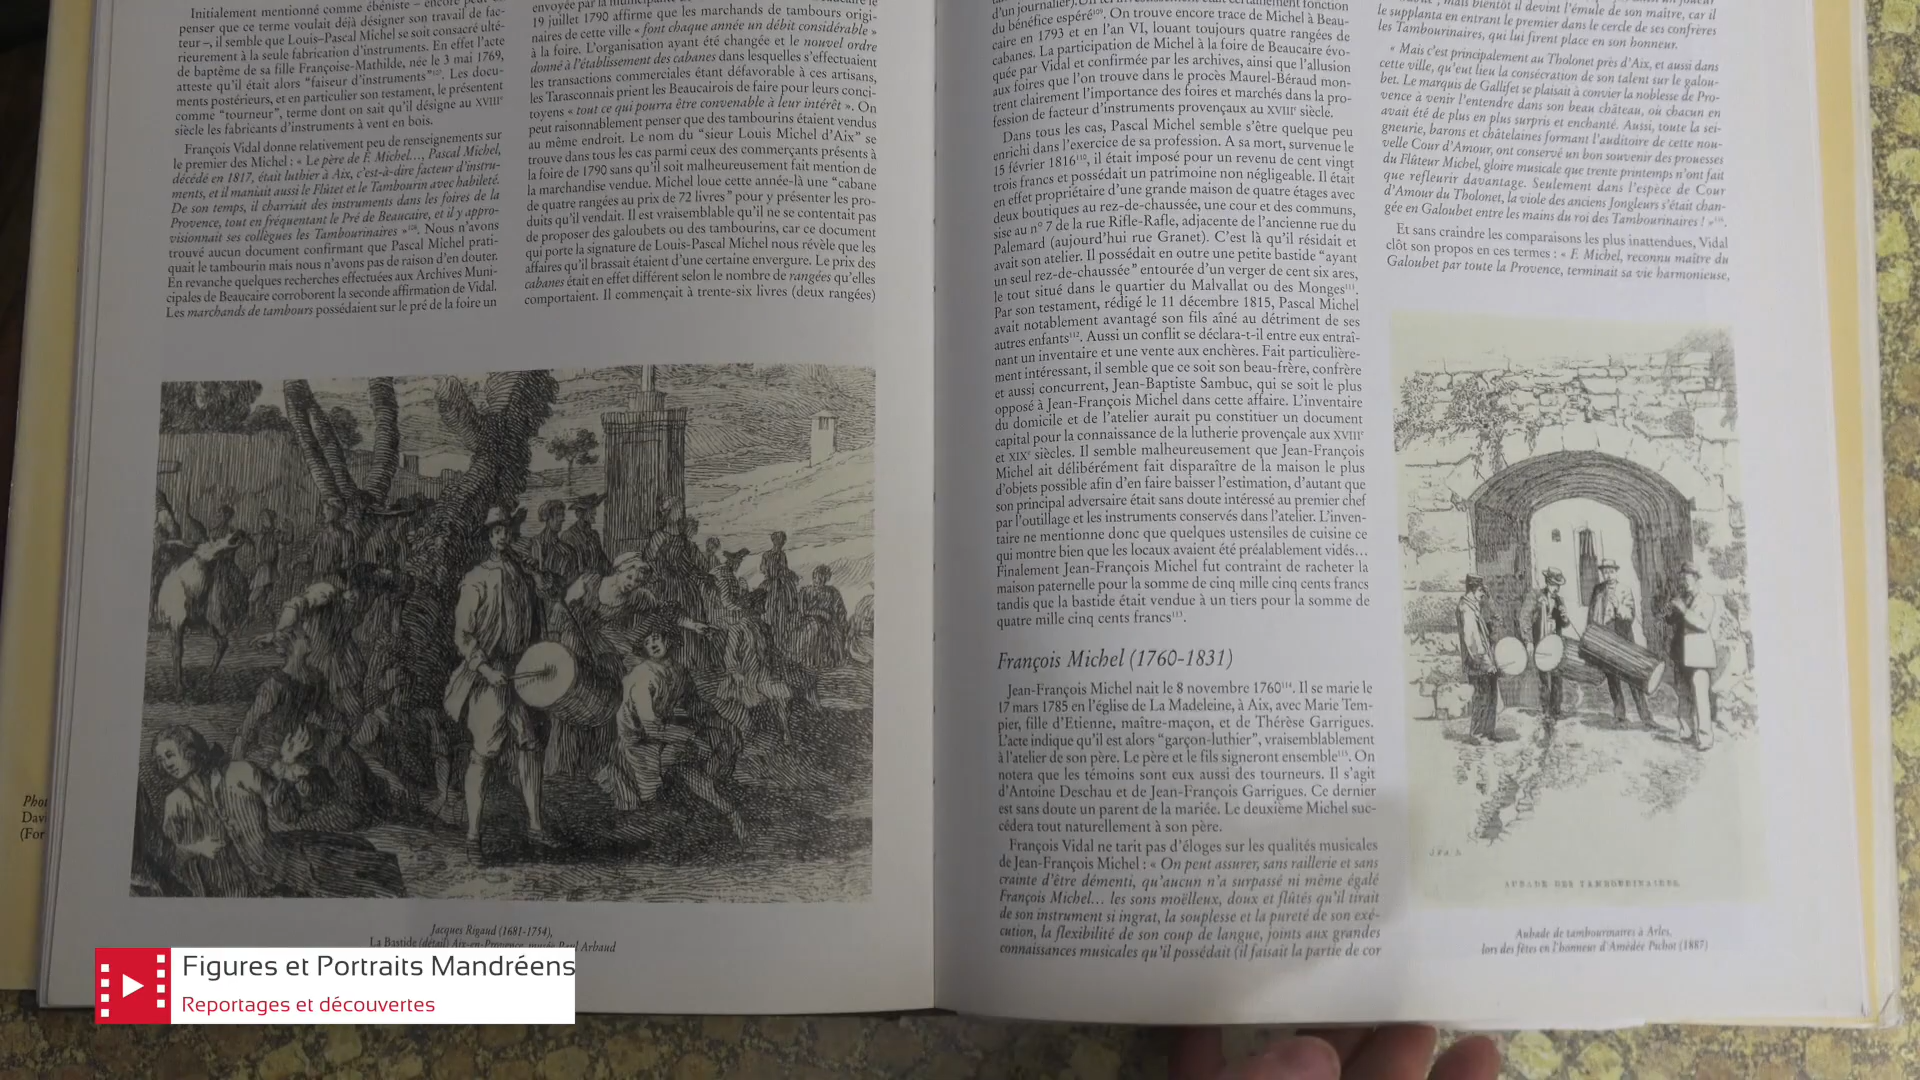 Initialement mentionné comme ébéniste – encore
penser que ce terme voulait déjà désigner son travail de fac-
teur –, il semble que Louis-Pascal Michel se soit consacré ulté-
rieurement à la seule fabrication d'instruments. En effet l'acte
de baptême de sa fille Françoise-Mathilde, née le 3 mai 1769,
atteste qu'il était alors "faiseur d'instruments"¹⁰⁷. Les docu-
ments postérieurs, et en particulier son testament, le présentent
comme "tourneur", terme dont on sait qu'il désigne au XVIIIᵉ
siècle les fabricants d'instruments à vent en bois.
François Vidal donne relativement peu de renseignements sur
le premier des Michel : « Le père de F. Michel..., Pascal Michel,
décédé en 1817, était luthier à Aix, c'est-à-dire facteur d'instru-
ments, et il maniait aussi le Flûtet et le Tambourin avec habileté.
De son temps, il charriait des instruments dans les foires de la
Provence, tout en fréquentant le Pré de Beaucaire, et il y appro-
visionnait ses collègues les Tambourinaires »¹⁰⁸. Nous n'avons
trouvé aucun document confirmant que Pascal Michel prati-
quait le tambourin mais nous n'avons pas de raison d'en douter.
En revanche quelques recherches effectuées aux Archives Muni-
cipales de Beaucaire corroborent la seconde affirmation de Vidal.
Les marchands de tambours possédaient sur le pré de la foire un
envoyée par la
19 juillet 1790 affirme que les marchands de tambours origi-
naires de cette ville « font chaque année un débit considérable »
à la foire. L'organisation ayant été changée et le nouvel ordre
donné à l'établissement des cabanes dans lesquelles s'effectuaient
les transactions commerciales étant défavorable à ces artisans,
les Tarasconnais prient les Beaucairois de faire pour leurs conci-
toyens « tout ce qui pourra être convenable à leur intérêt ». On
peut raisonnablement penser que des tambourins étaient vendus
au même endroit. Le nom du "sieur Louis Michel d'Aix" se
trouve dans tous les cas parmi ceux des commerçants présents à
la foire de 1790 sans qu'il soit malheureusement fait mention de
la marchandise vendue. Michel loue cette année-là une "cabane
de quatre rangées au prix de 72 livres" pour y présenter les pro-
duits qu'il vendait. Il est vraisemblable qu'il ne se contentait pas
de proposer des galoubets ou des tambourins, car ce document
qui porte la signature de Louis-Pascal Michel nous révèle que les
affaires qu'il brassait étaient d'une certaine envergure. Le prix des
cabanes était en effet différent selon le nombre de rangées qu'elles
comportaient. Il commençait à trente-six livres (deux rangées)
Jacques Rigaud (1681-1754),
La Bastide (détail) Aix-en-Provence, musée Paul Arbaud
Phot
Davi
(For
d'un journalier). certainement fonction
du bénéfice espéré¹⁰⁹. On trouve encore trace de Michel à Beau-
caire en 1793 et en l'an VI, louant toujours quatre rangées de
cabanes. La participation de Michel à la foire de Beaucaire évo-
quée par Vidal et confirmée par les archives, ainsi que l'allusion
aux foires que l'on trouve dans le procès Maurel-Béraud mon-
trent clairement l'importance des foires et marchés dans la pro-
fession de facteur d'instruments provençaux au XVIIIᵉ siècle.
Dans tous les cas, Pascal Michel semble s'être quelque peu
enrichi dans l'exercice de sa profession. A sa mort, survenue le
15 février 1816¹¹⁰, il était imposé pour un revenu de cent vingt
trois francs et possédait un patrimoine non négligeable. Il était
en effet propriétaire d'une grande maison de quatre étages avec
deux boutiques au rez-de-chaussée, une cour et des communs,
sise au n° 7 de la rue Rifle-Rafle, adjacente de l'ancienne rue du
Palemard (aujourd'hui rue Granet). C'est là qu'il résidait et
avait son atelier. Il possédait en outre une petite bastide "ayant
un seul rez-de-chaussée" entourée d'un verger de cent six ares,
le tout situé dans le quartier du Malvallat ou des Monges¹¹¹.
Par son testament, rédigé le 11 décembre 1815, Pascal Michel
avait notablement avantagé son fils aîné au détriment de ses
autres enfants¹¹². Aussi un conflit se déclara-t-il entre eux entraî-
nant un inventaire et une vente aux enchères. Fait particulière-
ment intéressant, il semble que ce soit son beau-frère, confrère
et aussi concurrent, Jean-Baptiste Sambuc, qui se soit le plus
opposé à Jean-François Michel dans cette affaire. L'inventaire
du domicile et de l'atelier aurait pu constituer un document
capital pour la connaissance de la lutherie provençale aux XVIIIᵉ
et XIXᵉ siècles. Il semble malheureusement que Jean-François
Michel ait délibérément fait disparaître de la maison le plus
d'objets possible afin d'en faire baisser l'estimation, d'autant que
son principal adversaire était sans doute intéressé au premier chef
par l'outillage et les instruments conservés dans l'atelier. L'inven-
taire ne mentionne donc que quelques ustensiles de cuisine ce
qui montre bien que les locaux avaient été préalablement vidés...
Finalement Jean-François Michel fut contraint de racheter la
maison paternelle pour la somme de cinq mille cinq cents francs
tandis que la bastide était vendue à un tiers pour la somme de
quatre mille cinq cents francs¹¹³.
François Michel (1760-1831)
Jean-François Michel nait le 8 novembre 1760¹¹⁴. Il se marie le
17 mars 1785 en l'église de La Madeleine, à Aix, avec Marie Tem-
pier, fille d'Etienne, maître-maçon, et de Thérèse Garrigues.
L'acte indique qu'il est alors "garçon-luthier", vraisemblablement
à l'atelier de son père. Le père et le fils signeront ensemble¹¹⁵. On
notera que les témoins sont eux aussi des tourneurs. Il s'agit
d'Antoine Deschau et de Jean-François Garrigues. Ce dernier
est sans doute un parent de la mariée. Le deuxième Michel suc-
cédera tout naturellement à son père.
François Vidal ne tarit pas d'éloges sur les qualités musicales
de Jean-François Michel : « On peut assurer, sans raillerie et sans
crainte d'être démenti, qu'aucun n'a surpassé ni même égalé
François Michel... les sons moëlleux, doux et flûtés qu'il tirait
de son instrument si ingrat, la souplesse et la pureté de son exé-
cution, la flexibilité de son coup de langue, joints aux grandes
connaissances musicales qu'il possédait (il faisait la partie de cor
mais bientôt il devint l'émule de son maître, car il
le supplanta en entrant le premier dans le cercle de ses confrères
les Tambourinaires, qui lui firent place en son honneur.
« Mais c'est principalement au Tholonet près d'Aix, et aussi dans
cette ville, qu'eut lieu la consécration de son talent sur le galou-
bet. Le marquis de Gallifet se plaisait à convier la noblesse de Pro-
vence à venir l'entendre dans son beau château, où chacun en
avait été de plus en plus surpris et enchanté. Aussi, toute la sei-
gneurie, barons et châtelaines formant l'auditoire de cette nou-
velle Cour d'Amour, ont conservé un bon souvenir des prouesses
du Flûteur Michel, gloire musicale que trente printemps n'ont fait
que refleurir davantage. Seulement dans l'espèce de Cour
d'Amour du Tholonet, la viole des anciens Jongleurs s'était chan-
gée en Galoubet entre les mains du roi des Tambourinaires ! »¹¹⁶.
Et sans craindre les comparaisons les plus inattendues, Vidal
clôt son propos en ces termes : « F. Michel, reconnu maître du
Galoubet par toute la Provence, terminait sa vie harmonieuse,
AUBADE DES TAMBOURINAIRES
Aubade de tambourinaires à Arles,
lors des fêtes en l'honneur d'Amédée Pichot (1887)
Figures et Portraits Mandréens
Reportages et découvertes